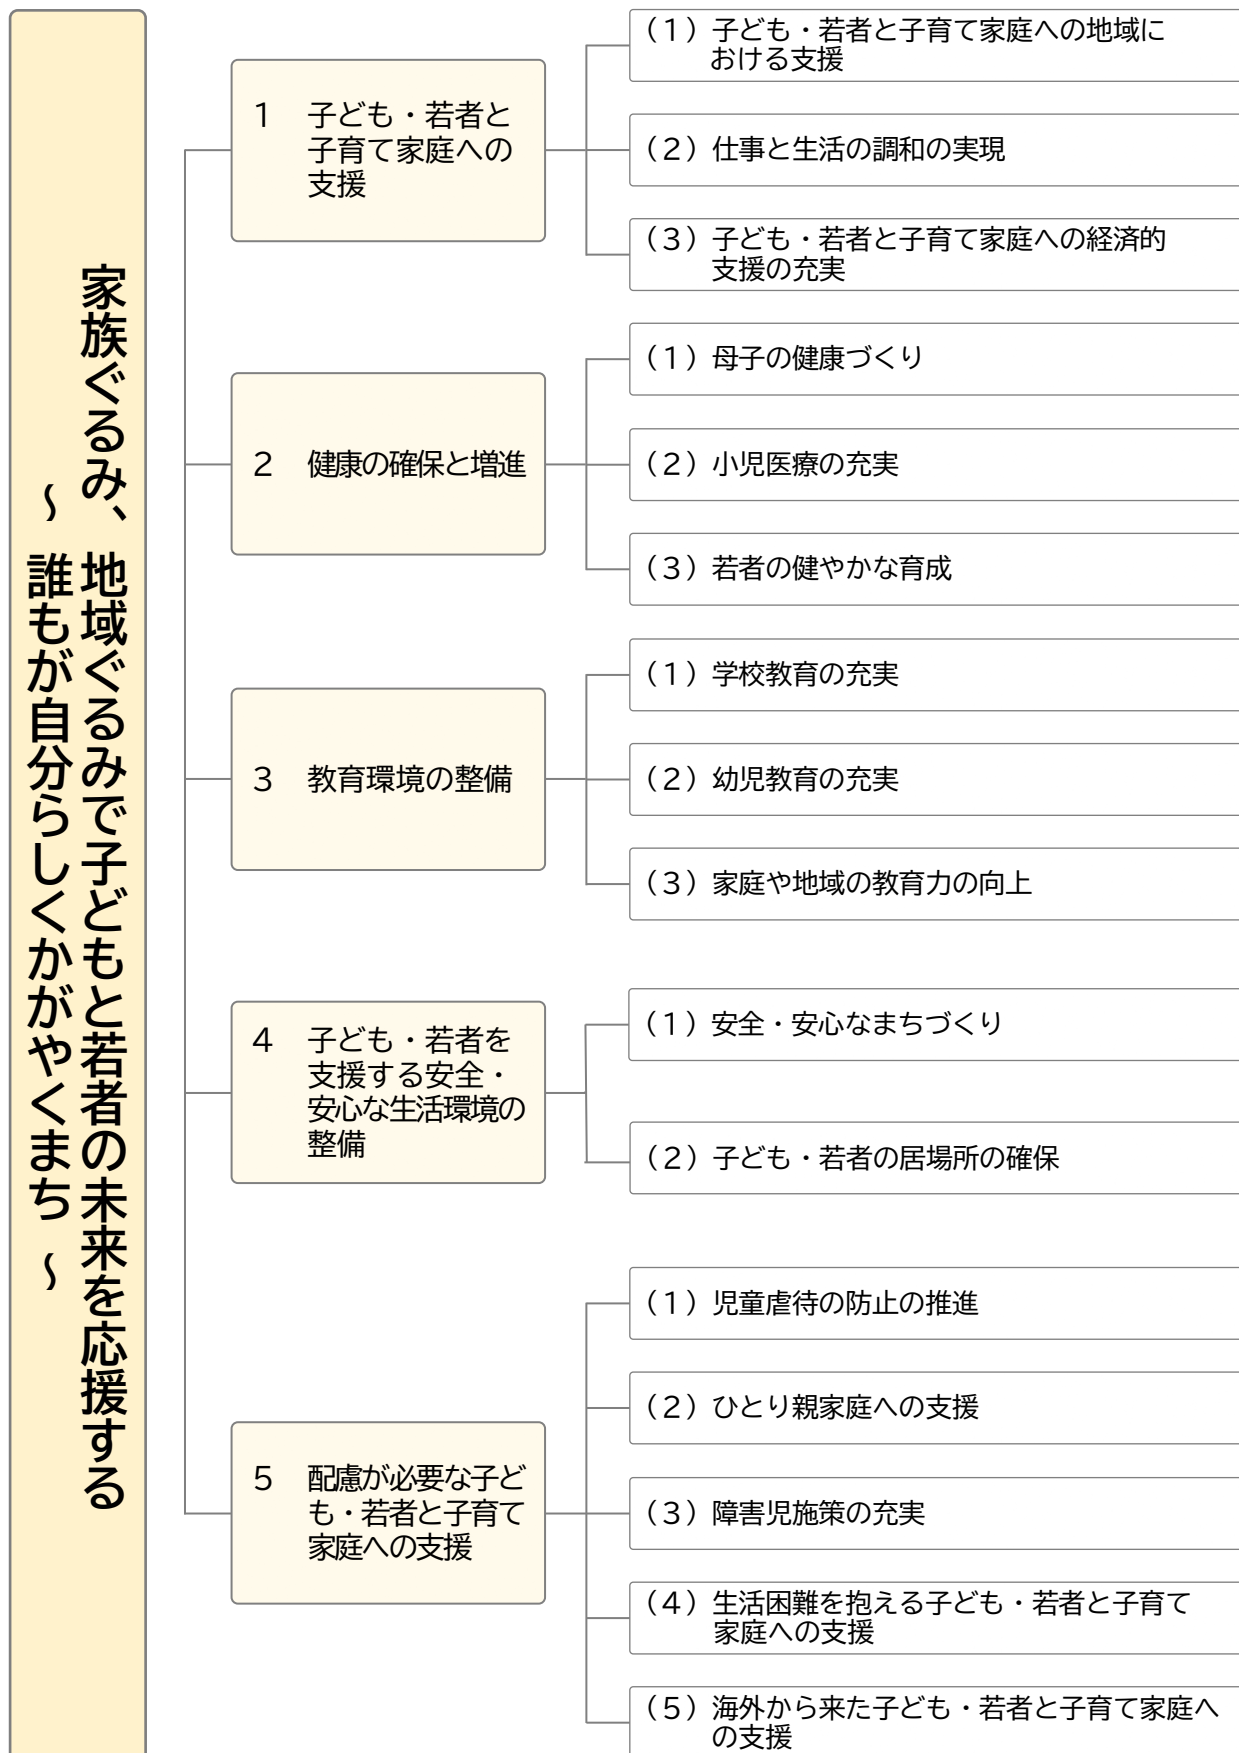 家族ぐるみ、地域ぐるみで子どもと若者の未来を応援する
～ 誰もが自分らしくかがやくまち ～
1 子ども・若者と
子育て家庭への
支援
（1）子ども・若者と子育て家庭への地域に
おける支援
（2）仕事と生活の調和の実現
（3）子ども・若者と子育て家庭への経済的
支援の充実
2 健康の確保と増進
（1）母子の健康づくり
（2）小児医療の充実
（3）若者の健やかな育成
3 教育環境の整備
（1）学校教育の充実
（2）幼児教育の充実
（3）家庭や地域の教育力の向上
4 子ども・若者を
支援する安全・
安心な生活環境の
整備
（1）安全・安心なまちづくり
（2）子ども・若者の居場所の確保
5 配慮が必要な子ど
も・若者と子育て
家庭への支援
（1）児童虐待の防止の推進
（2）ひとり親家庭への支援
（3）障害児施策の充実
（4）生活困難を抱える子ども・若者と子育て
家庭への支援
（5）海外から来た子ども・若者と子育て家庭へ
の支援